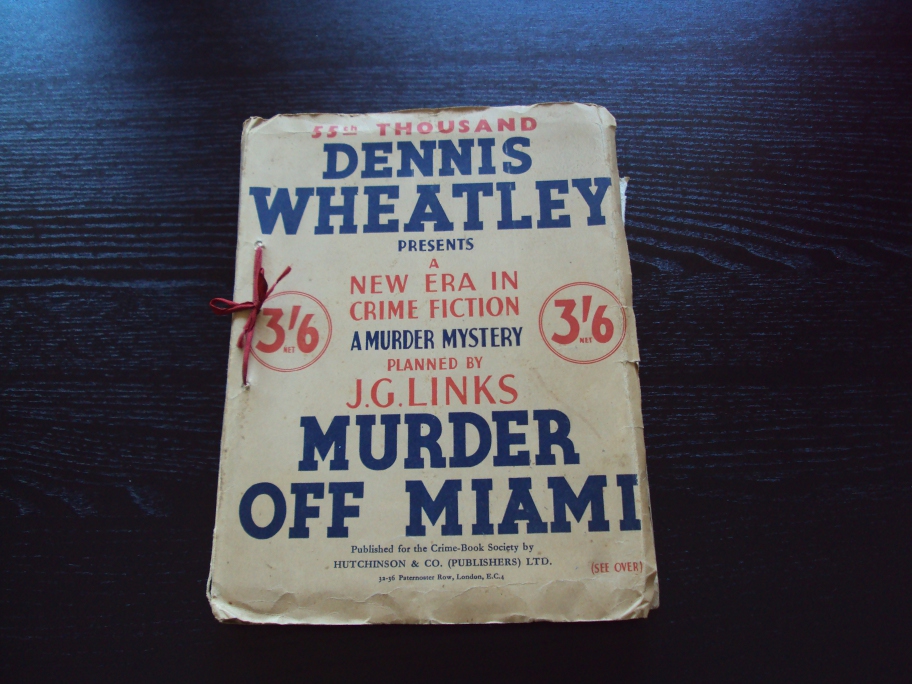 55th THOUSAND
DENNIS
WHEATLEY
PRESENTS
A
NEW ERA IN
CRIME FICTION
A MURDER MYSTERY
PLANNED BY
J.G. LINKS
3'/6
NET
3'/6
NET
MURDER
OFF MIAMI
Published for the Crime-Book Society by
HUTCHINSON & CO. (PUBLISHERS) LTD.
32-36 Paternoster Row, London, E.C.4
(SEE OVER)